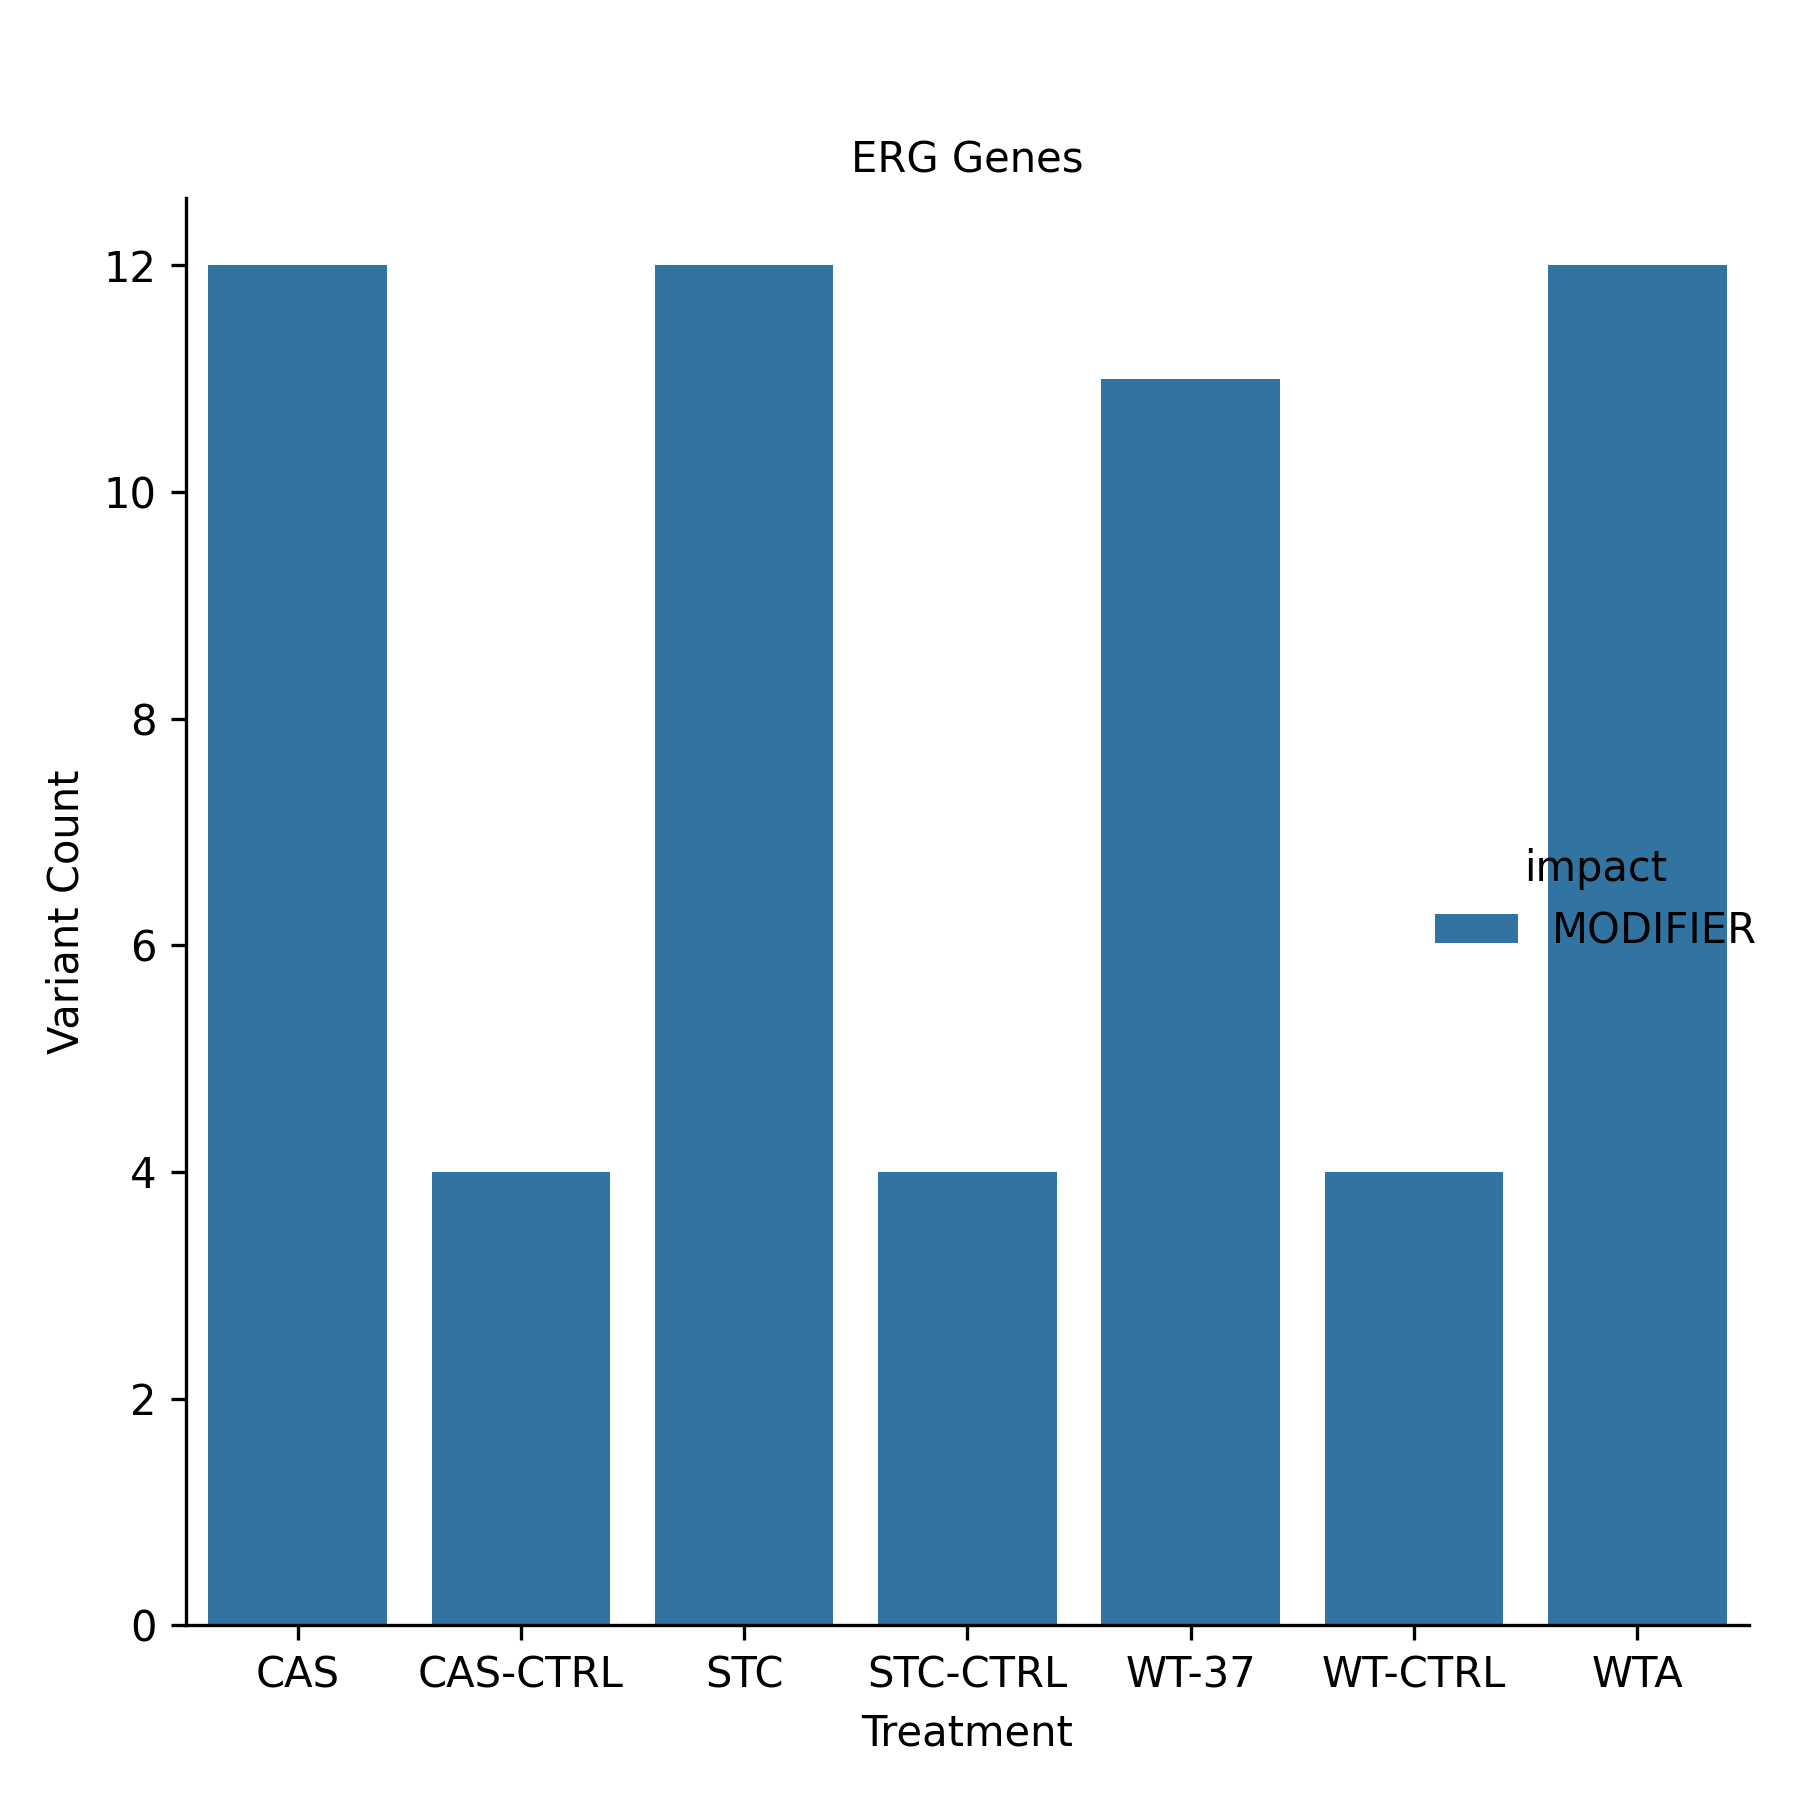 ERG Genes
12
10
8
6
4
2
0
Variant Count
impact
MODIFIER
CAS CAS-CTRL STC STC-CTRL WT-37 WT-CTRL WTA
Treatment